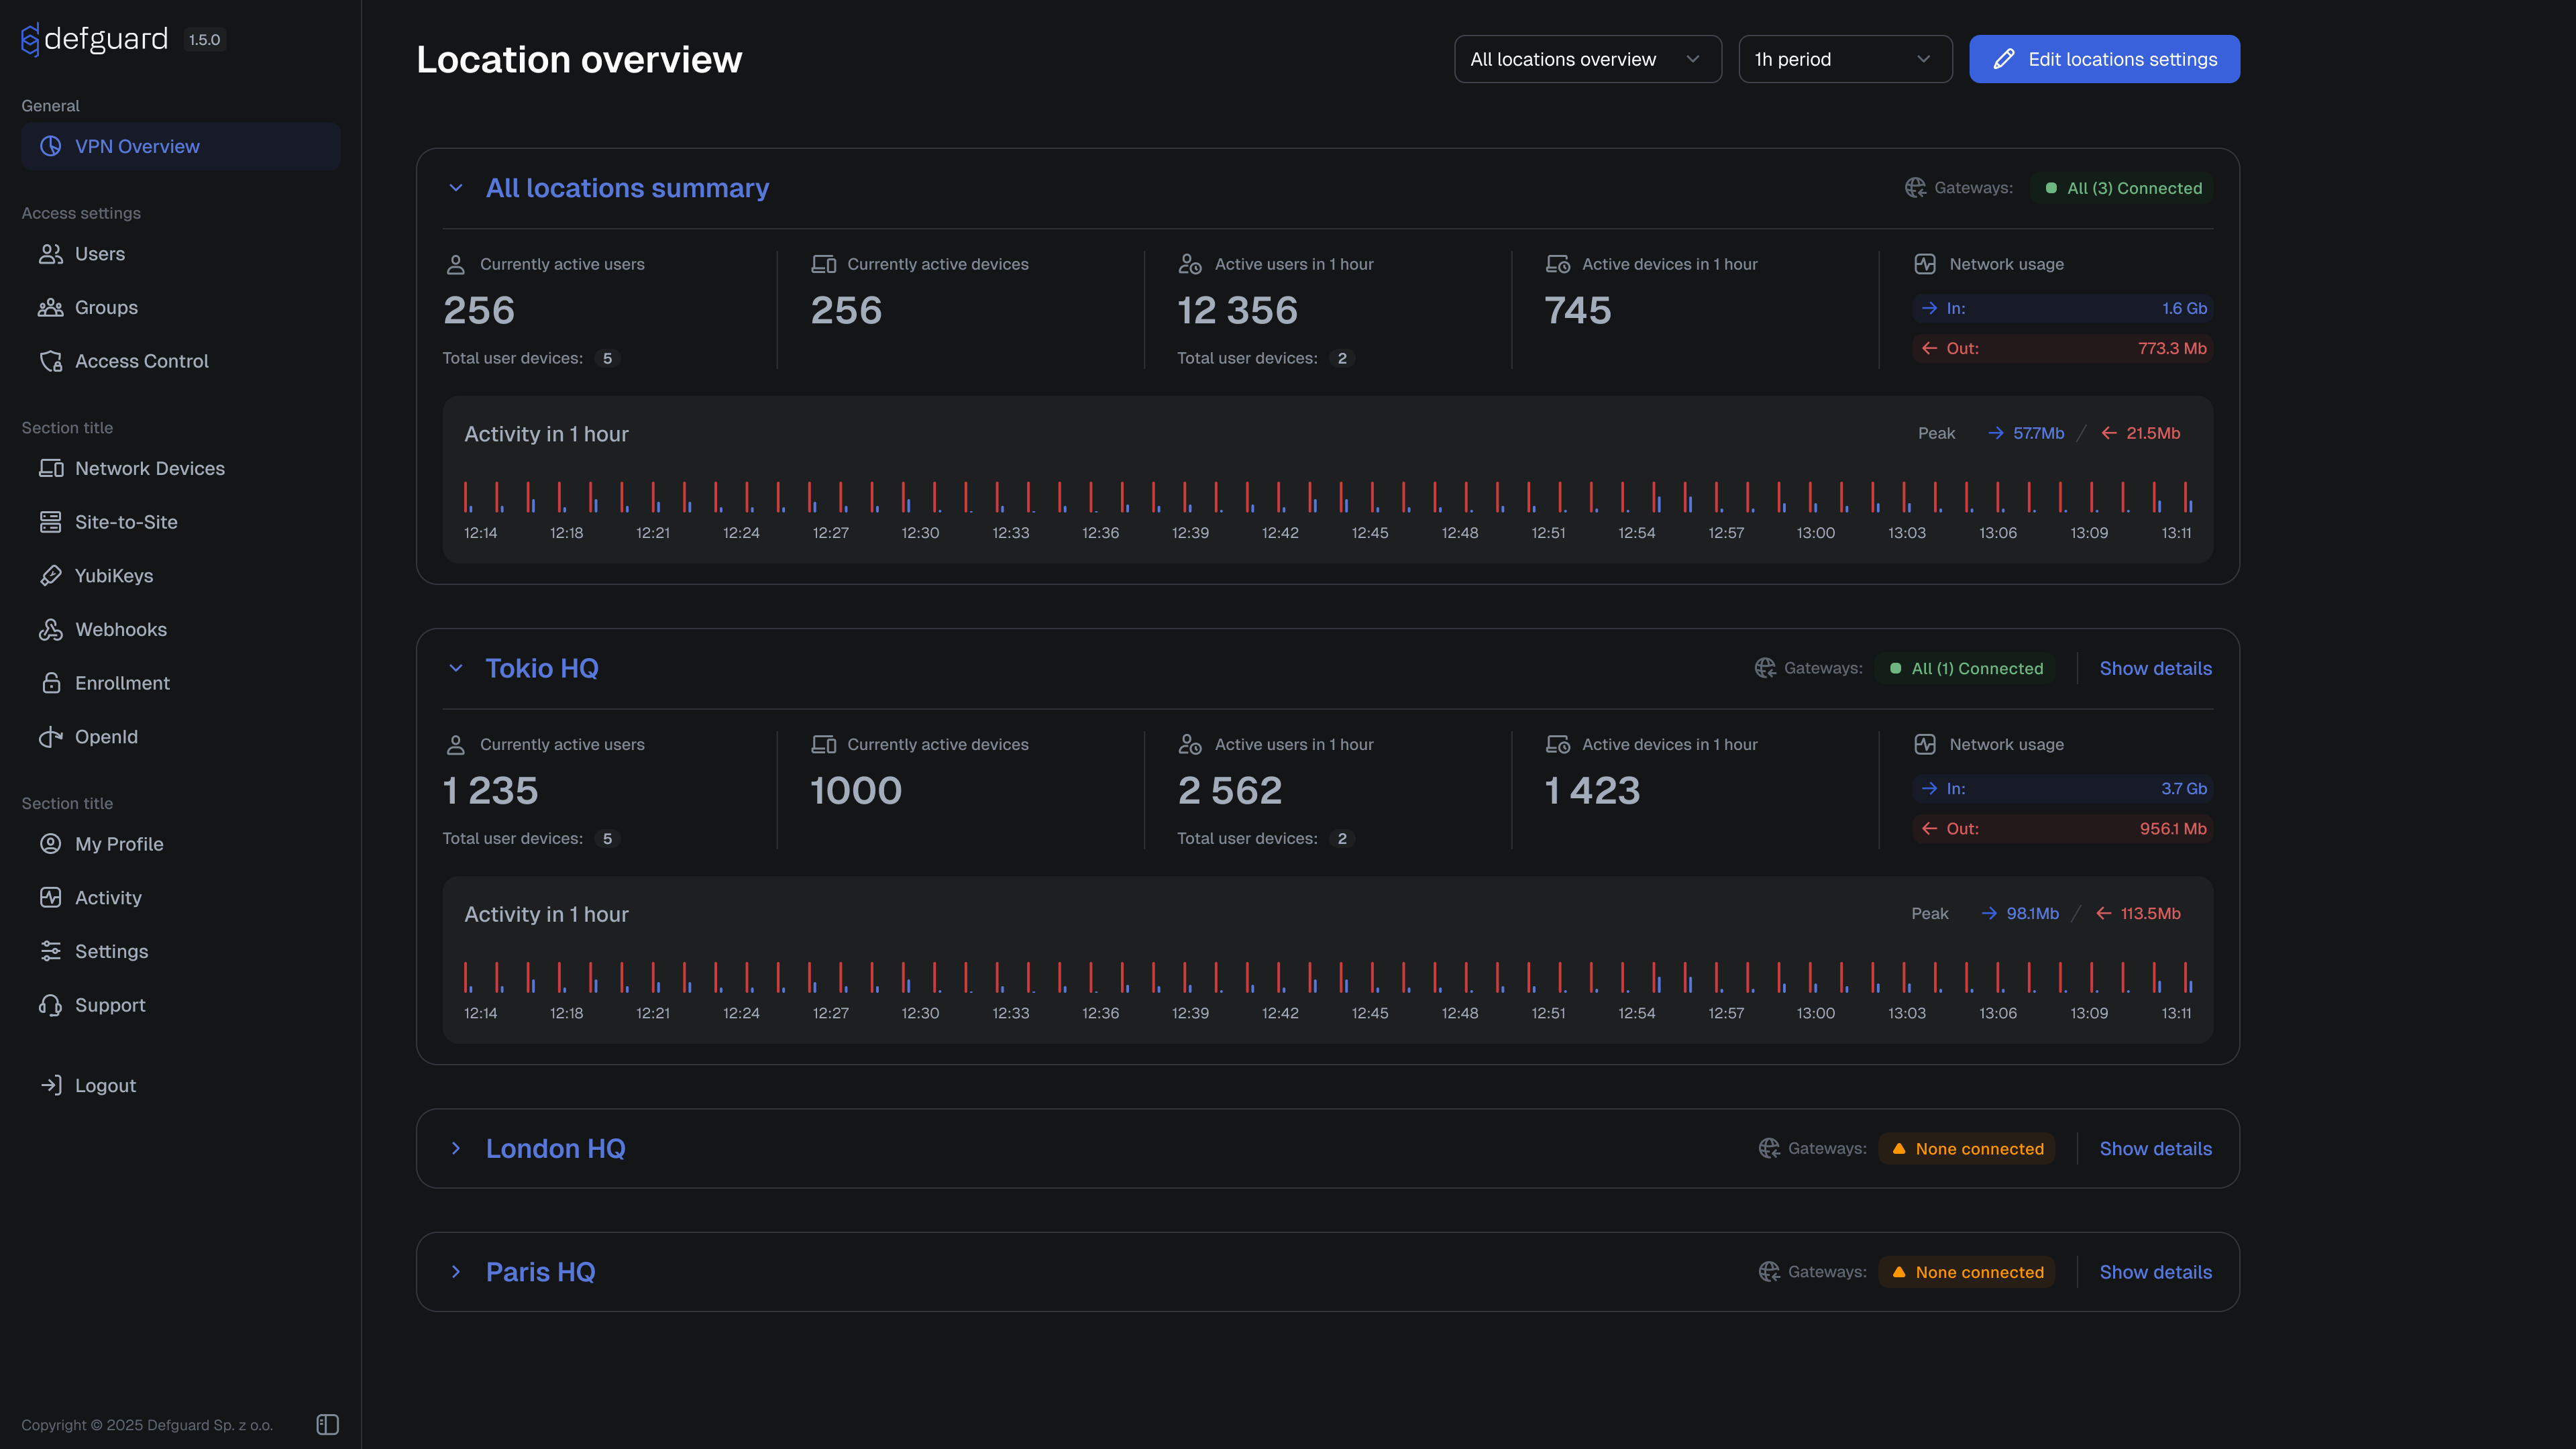 defguard 1.5.0
General
VPN Overview
Access settings
Users
Groups
Access Control
Section title
Network Devices
Site-to-Site
YubiKeys
Webhooks
Enrollment
OpenId
Section title
My Profile
Activity
Settings
Support
Logout
Copyright © 2025 Defguard Sp. z o.o.
Location overview
All locations overview
1h period
Edit locations settings
All locations summary
Gateways: All (3) Connected
Currently active users
256
Total user devices: 5
Currently active devices
256
Active users in 1 hour
12 356
Total user devices: 2
Active devices in 1 hour
745
Network usage
In: 1.6 Gb
Out: 773.3 Mb
Activity in 1 hour
Peak 57.7Mb / 21.5Mb
12:14 12:18 12:21 12:24 12:27 12:30 12:33 12:36 12:39 12:42 12:45 12:48 12:51 12:54 12:57 13:00 13:03 13:06 13:09 13:11
Tokio HQ
Gateways: All (1) Connected
Show details
Currently active users
1 235
Total user devices: 5
Currently active devices
1000
Active users in 1 hour
2 562
Total user devices: 2
Active devices in 1 hour
1 423
Network usage
In: 3.7 Gb
Out: 956.1 Mb
Activity in 1 hour
Peak 98.1Mb / 113.5Mb
12:14 12:18 12:21 12:24 12:27 12:30 12:33 12:36 12:39 12:42 12:45 12:48 12:51 12:54 12:57 13:00 13:03 13:06 13:09 13:11
London HQ
Gateways: None connected
Show details
Paris HQ
Gateways: None connected
Show details